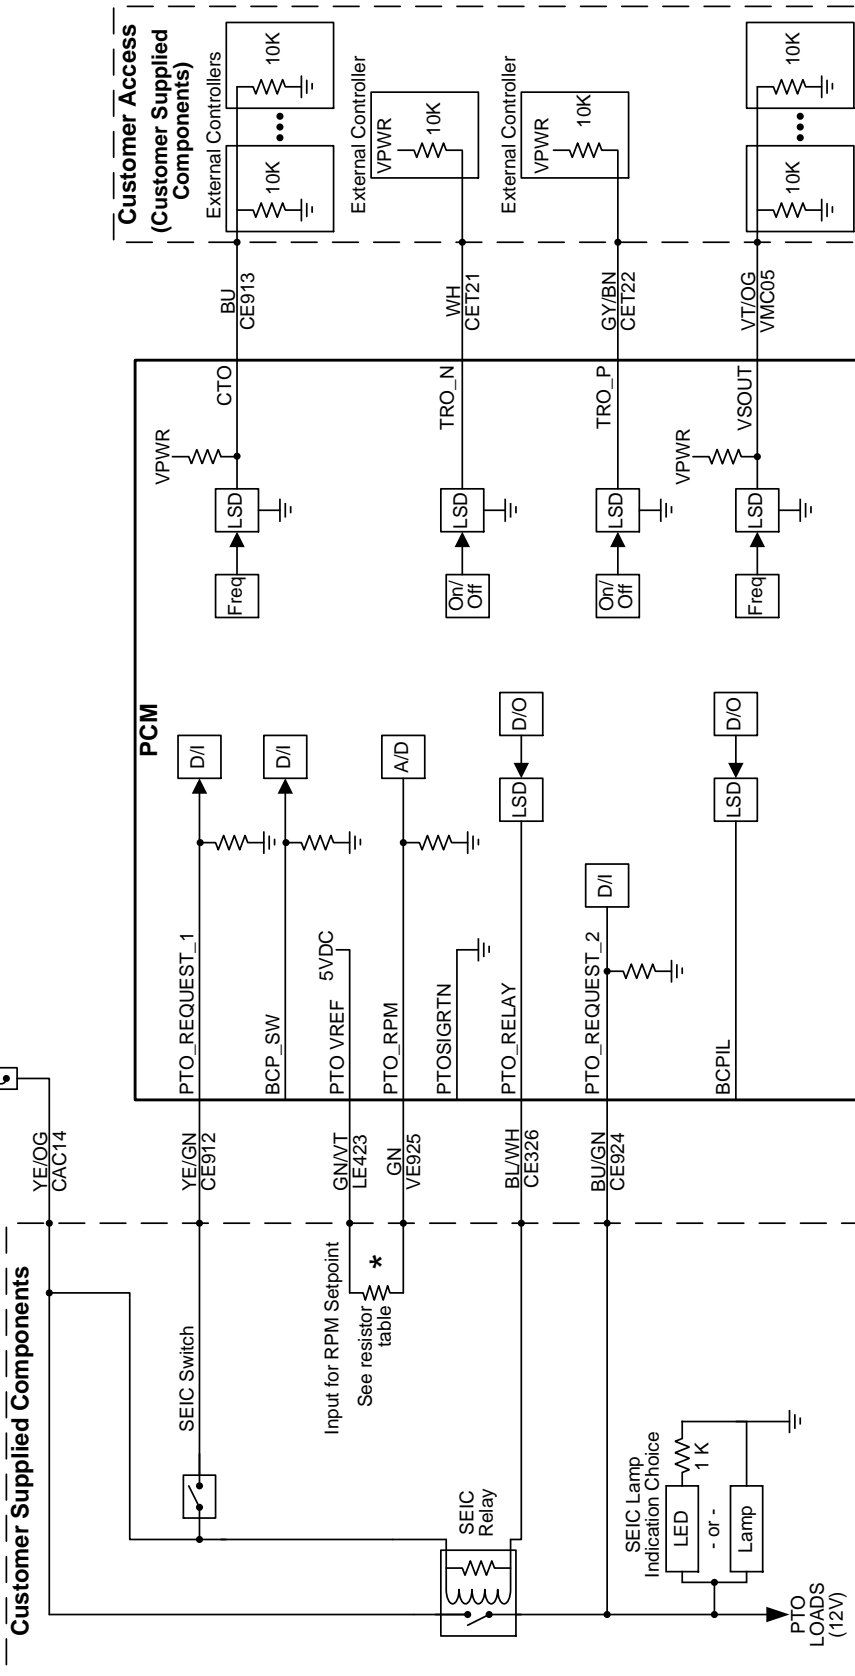 Customer Supplied Components
YE/OG
CAC14
SEIC Switch
YE/GN
CE912
Input for RPM Setpoint
See resistor
table
*
GN/VT
LE423
GN
VE925
SEIC
Relay
BL/WH
CE326
BU/GN
CE924
SEIC Lamp
Indication Choice
LED
1 K
- or -
Lamp
PTO
LOADS
(12V)
PCM
PTO_REQUEST_1
D/I
BCP_SW
D/I
PTO VREF
5VDC
PTO_RPM
A/D
PTOSIGRTN
PTO_RELAY
LSD
D/O
PTO_REQUEST_2
D/I
BCPIL
LSD
D/O
Freq
LSD
VPWR
CTO
On/
Off
LSD
TRO_N
On/
Off
LSD
TRO_P
Freq
LSD
VPWR
VSOUT
BU
CE913
WH
CET21
GY/BN
CET22
VT/OG
VMC05
Customer Access
(Customer Supplied
Components)
External Controllers
10K
10K
External Controller
VPWR
10K
External Controller
VPWR
10K
10K
10K